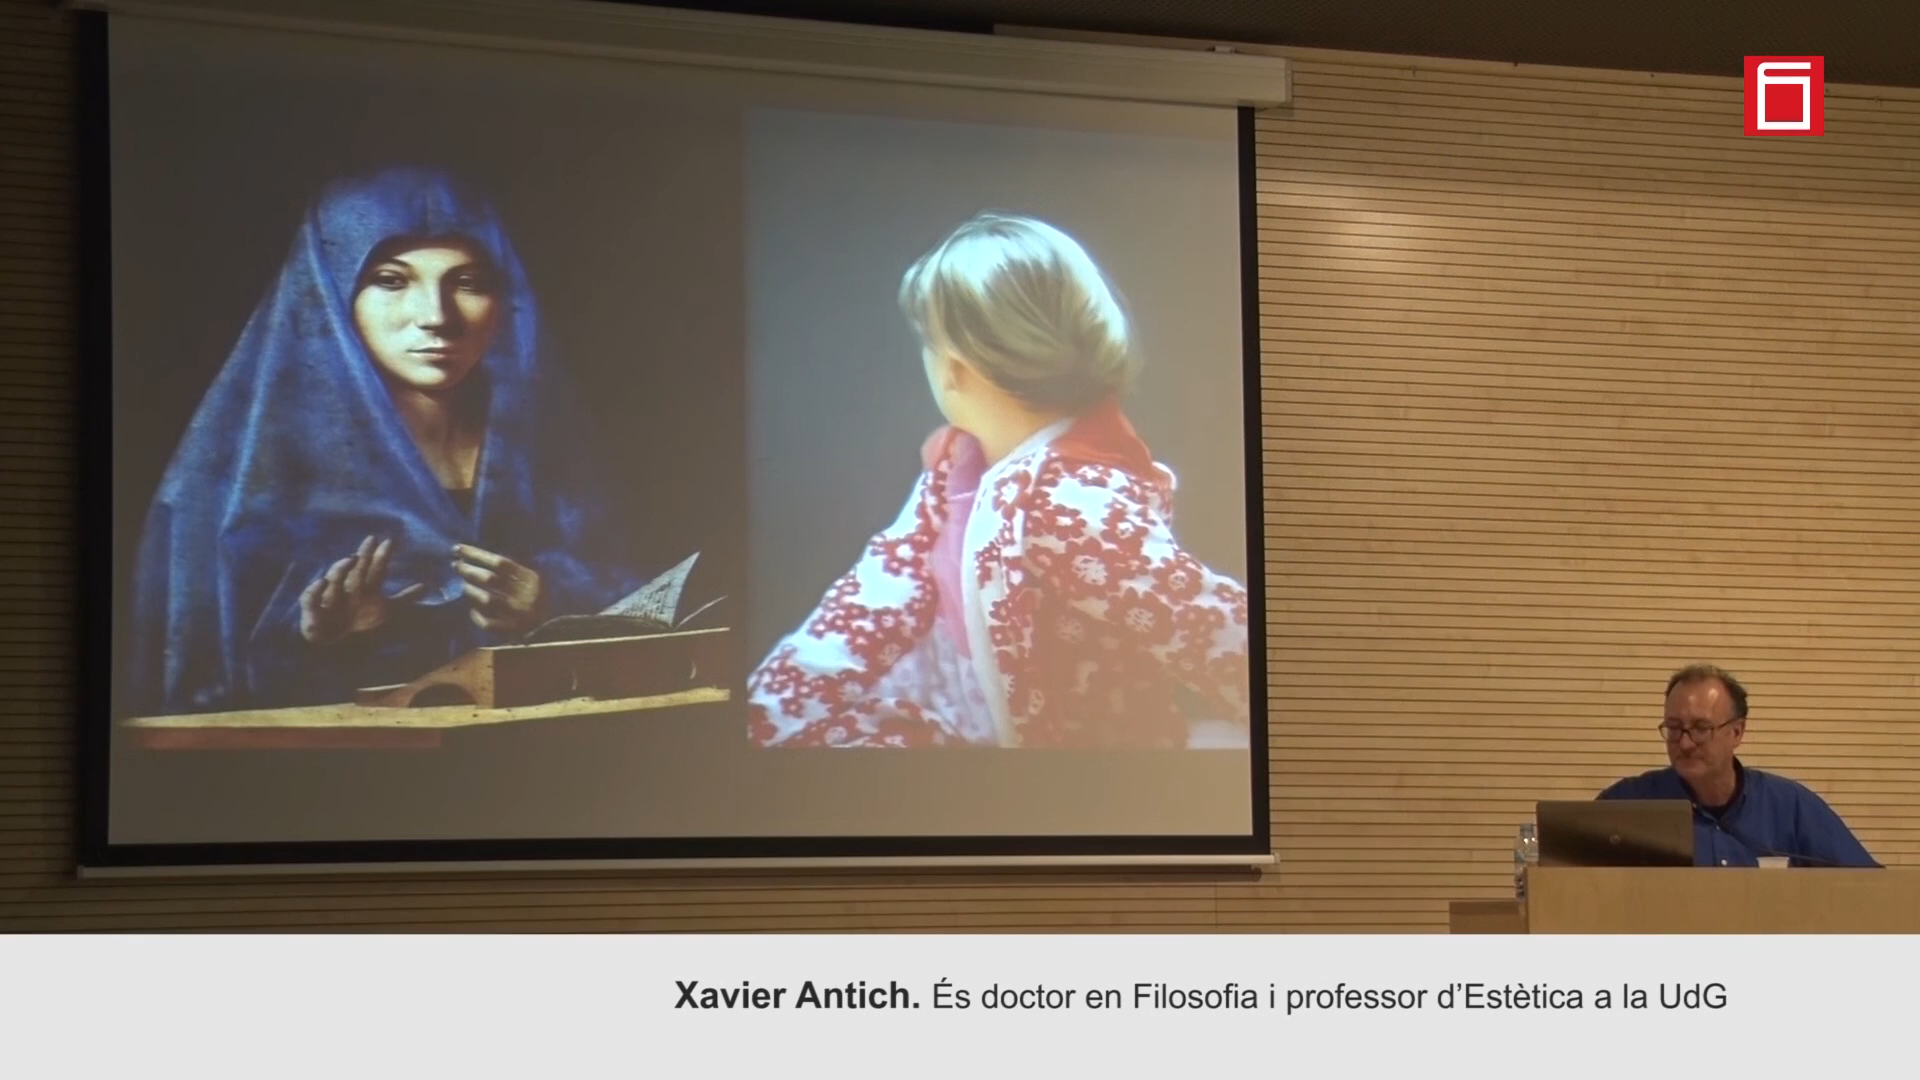 Xavier Antich. És doctor en Filosofia i professor d’Estètica a la UdG